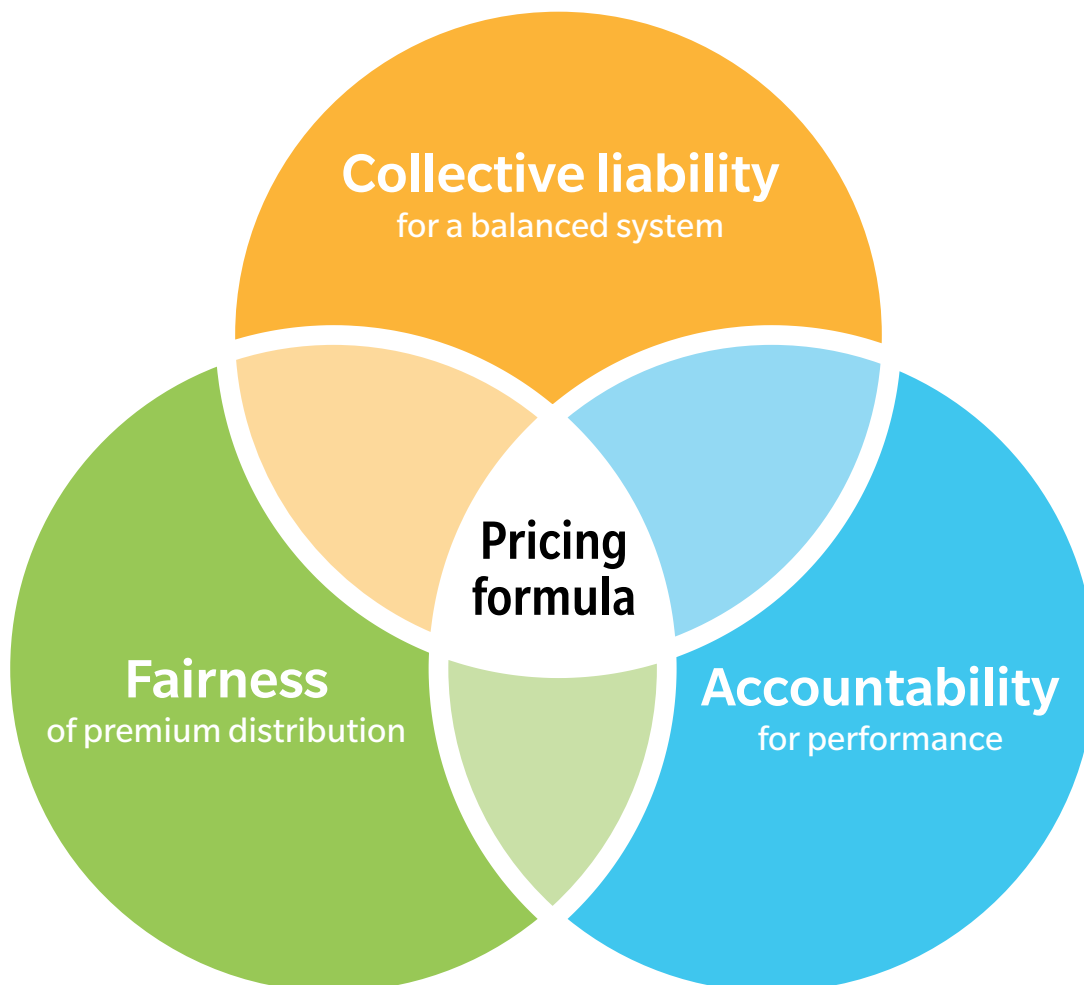 Collective liability
for a balanced system
Pricing
formula
Fairness
of premium distribution
Accountability
for performance